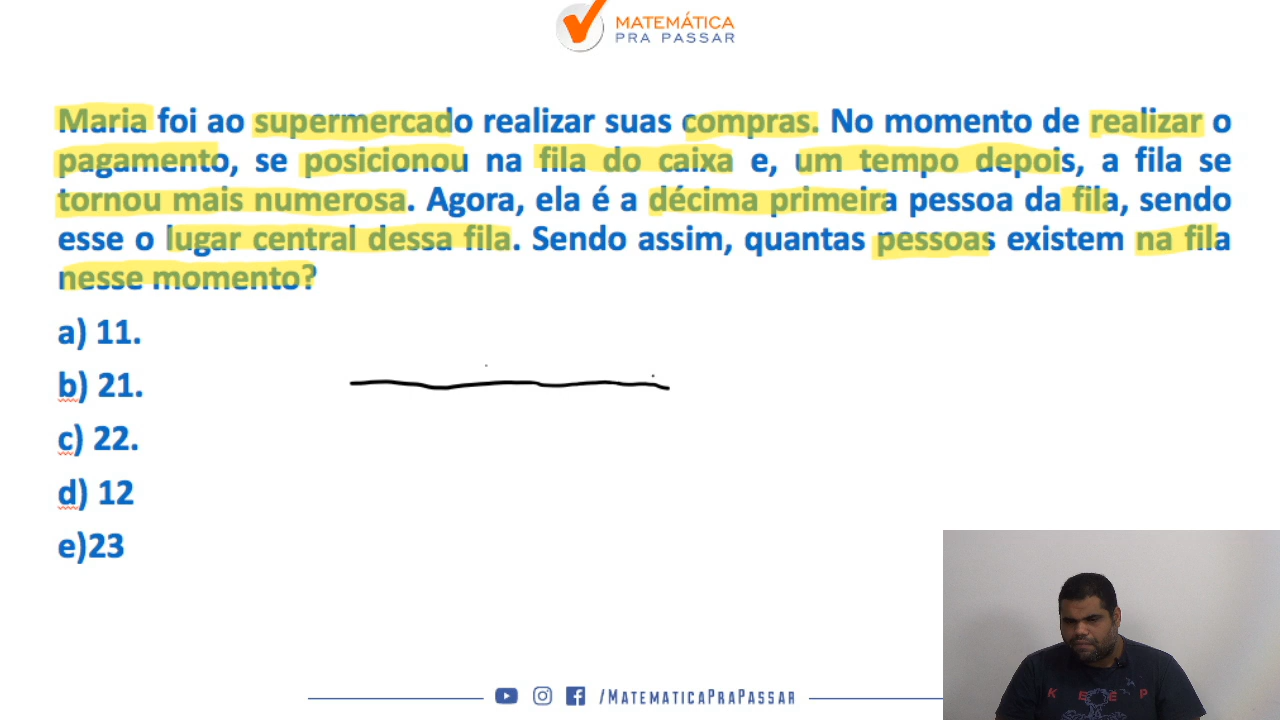 MATEMÁTICA
PRA PASSAR
Maria foi ao supermercado realizar suas compras. No momento de realizar o
pagamento, se posicionou na fila do caixa e, um tempo depois, a fila se
tornou mais numerosa. Agora, ela é a décima primeira pessoa da fila, sendo
esse o lugar central dessa fila. Sendo assim, quantas pessoas existem na fila
nesse momento?
a) 11.
b) 21.
c) 22.
d) 12
e)23
K E E P
/MATEMATICAPRAPASSAR